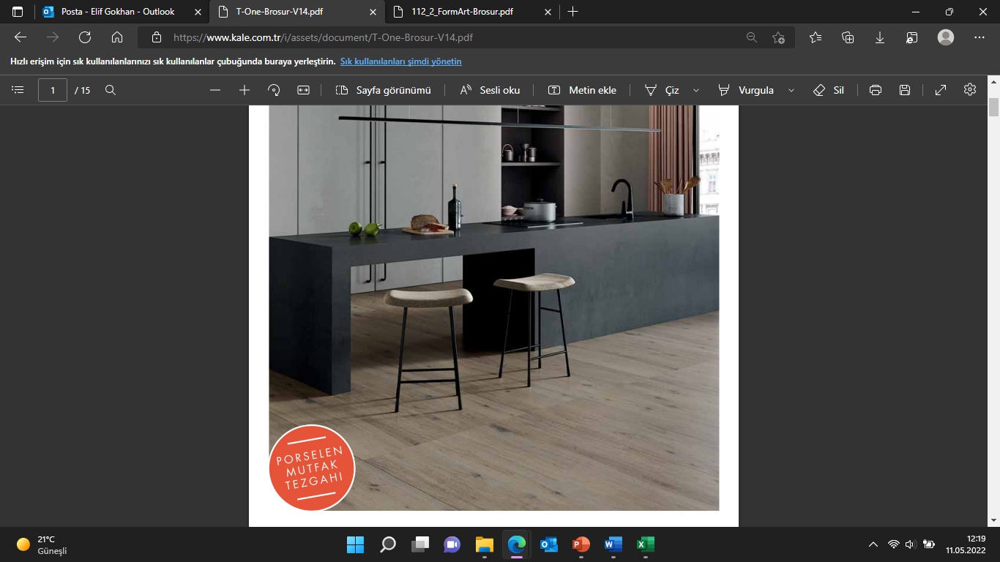 Posta - Elif Gokhan - Outlook
T-One-Brosur-V14.pdf
112_2_FormArt-Brosur.pdf
https://www.kale.com.tr/i/assets/document/T-One-Brosur-V14.pdf
Hızlı erişim için sık kullanılanlarınızı sık kullanılanlar çubuğunda buraya yerleştirin. Sık kullanılanları şimdi yönetin
1 / 15
Sayfa görünümü
Sesli oku
Metin ekle
Çiz
Vurgula
Sil
PORSELEN
MUTFAK
TEZGAHI
21°C
Güneşli
12:19
11.05.2022